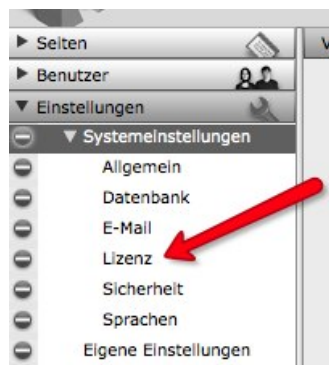 Seiten
Benutzer
Einstellungen
Systemeinstellungen
Allgemein
Datenbank
E-Mail
Lizenz
Sicherheit
Sprachen
Eigene Einstellungen